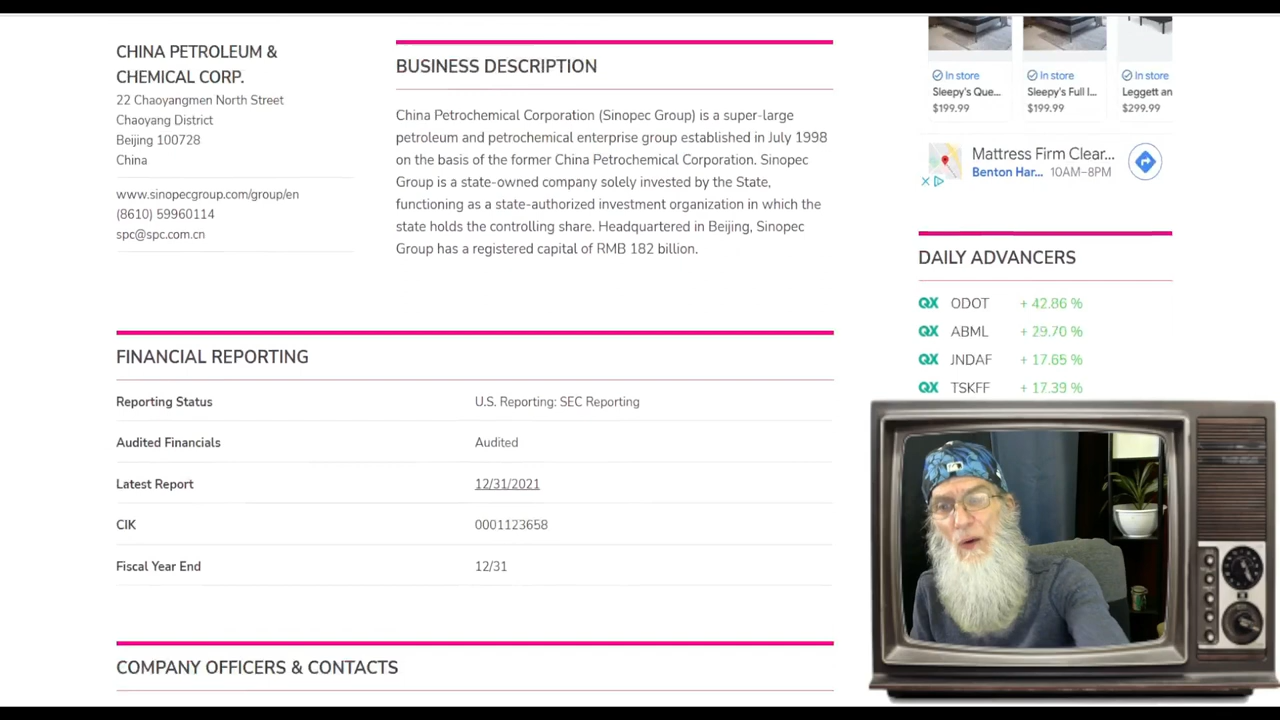 CHINA PETROLEUM &
CHEMICAL CORP.
22 Chaoyangmen North Street
Chaoyang District
Beijing 100728
China
www.sinopecgroup.com/group/en
(8610) 59960114
spc@spc.com.cn
BUSINESS DESCRIPTION
China Petrochemical Corporation (Sinopec Group) is a super-large
petroleum and petrochemical enterprise group established in July 1998
on the basis of the former China Petrochemical Corporation. Sinopec
Group is a state-owned company solely invested by the State,
functioning as a state-authorized investment organization in which the
state holds the controlling share. Headquartered in Beijing, Sinopec
Group has a registered capital of RMB 182 billion.
FINANCIAL REPORTING
Reporting Status U.S. Reporting: SEC Reporting
Audited Financials Audited
Latest Report 12/31/2021
CIK 0001123658
Fiscal Year End 12/31
COMPANY OFFICERS & CONTACTS
In store In store In store
Sleepy's Que... Sleepy's Full I... Leggett an
$199.99 $199.99 $299.99
Mattress Firm Clear...
Benton Har... 10AM–8PM
DAILY ADVANCERS
QX ODOT + 42.86 %
QX ABML + 29.70 %
QX JNDAF + 17.65 %
QX TSKFF + 17.39 %